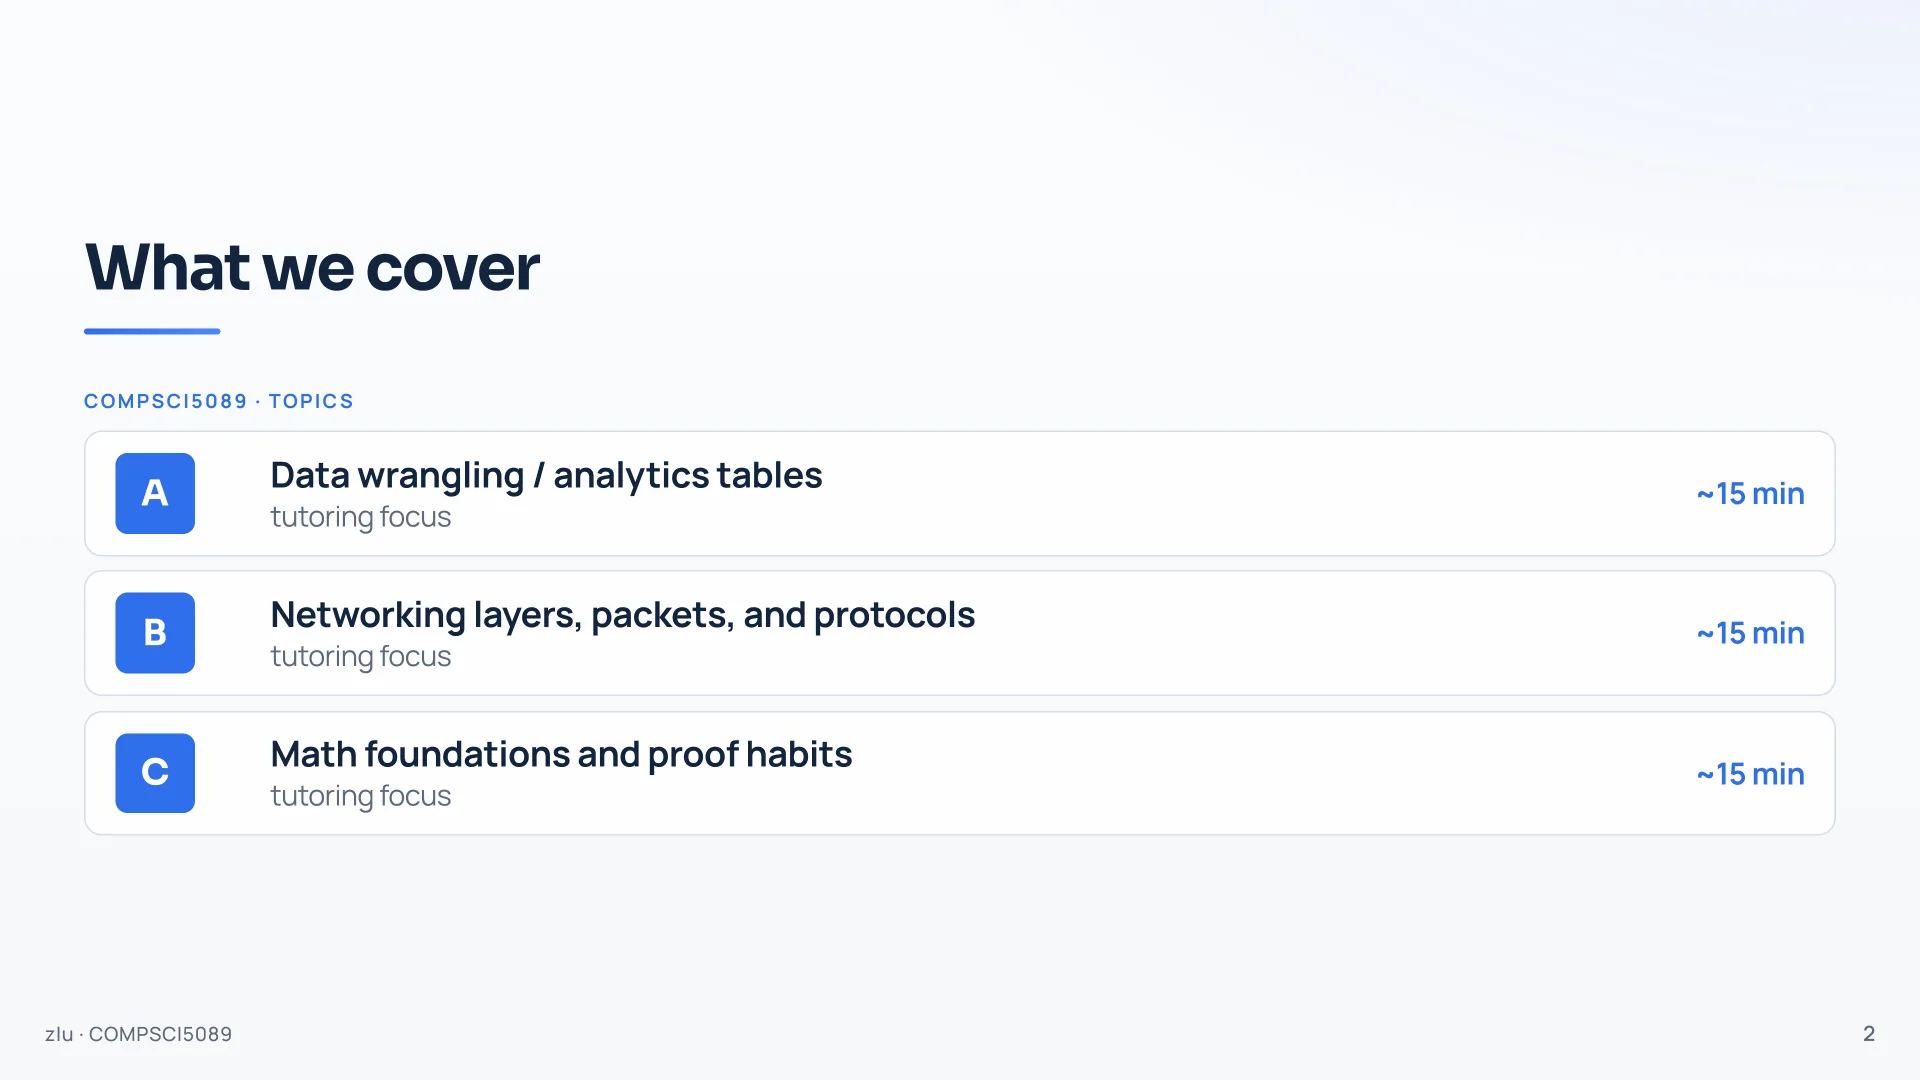 What we cover
COMPSCI5089 · TOPICS
A
Data wrangling / analytics tables
tutoring focus
~15 min
B
Networking layers, packets, and protocols
tutoring focus
~15 min
C
Math foundations and proof habits
tutoring focus
~15 min
zlu · COMPSCI5089
2